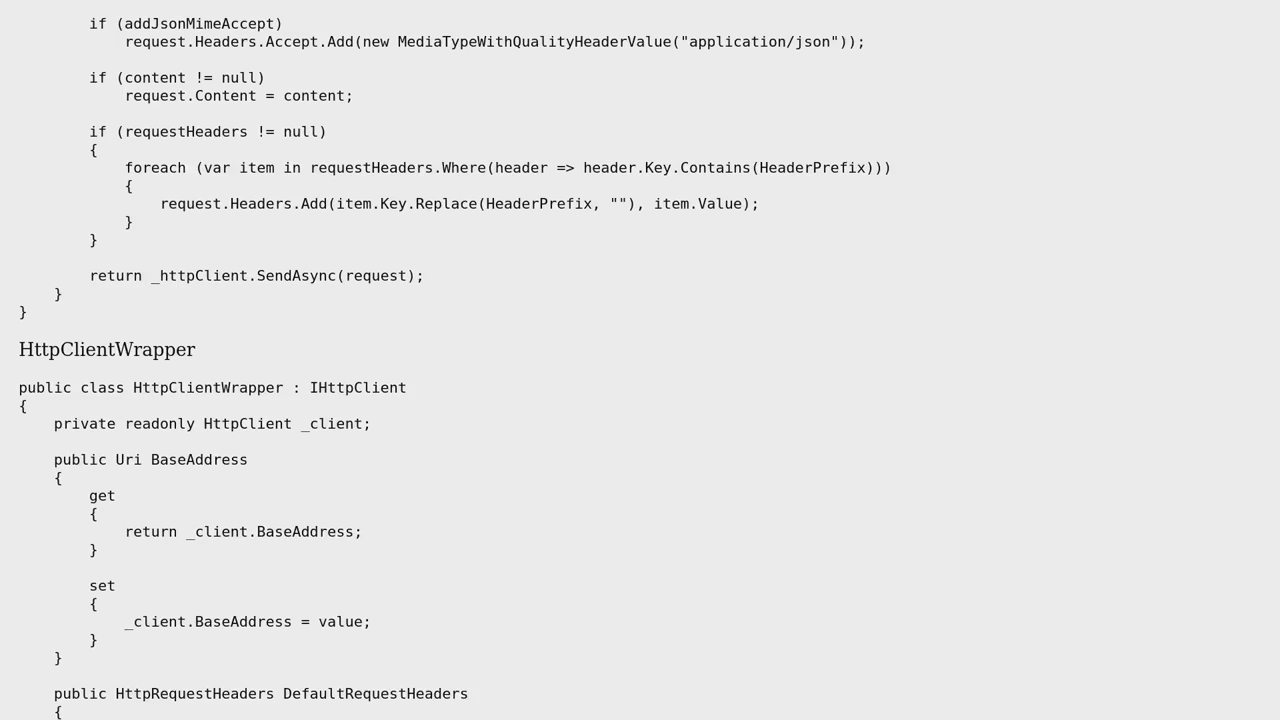 if (addJsonMimeAccept)
request.Headers.Accept.Add(new MediaTypeWithQualityHeaderValue("application/json"));
if (content != null)
request.Content = content;
if (requestHeaders != null)
{
foreach (var item in requestHeaders.Where(header => header.Key.Contains(HeaderPrefix)))
{
request.Headers.Add(item.Key.Replace(HeaderPrefix, ""), item.Value);
}
}
return _httpClient.SendAsync(request);
}
}
HttpClientWrapper
public class HttpClientWrapper : IHttpClient
{
private readonly HttpClient _client;
public Uri BaseAddress
{
get
{
return _client.BaseAddress;
}
set
{
_client.BaseAddress = value;
}
}
public HttpRequestHeaders DefaultRequestHeaders
{